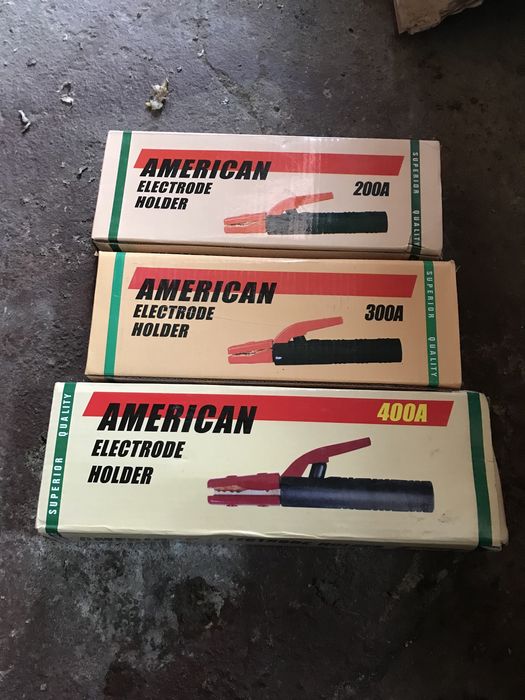 AMERICAN
ELECTRODE
HOLDER
200A
SUPERIOR QUALITY
AMERICAN
ELECTRODE
HOLDER
300A
SUPERIOR QUALITY
AMERICAN
ELECTRODE
HOLDER
400A
SUPERIOR QUALITY